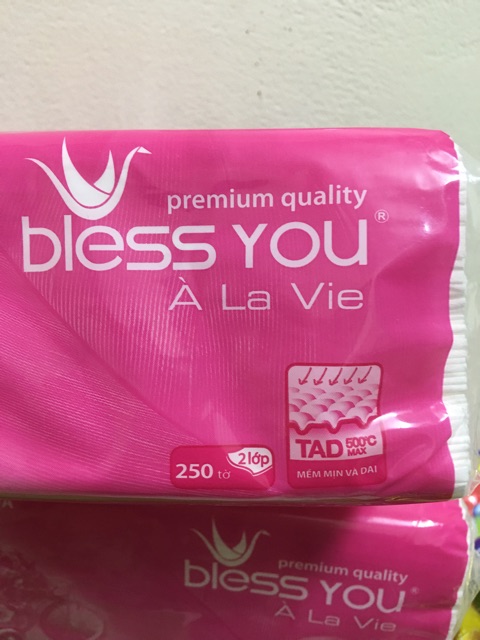 premium quality
bless you®
À La Vie
TAD 500°C MAX
MỀM MỊN VÀ DAI
250 tờ 2 lớp
premium quality
bless you®
À La Vie